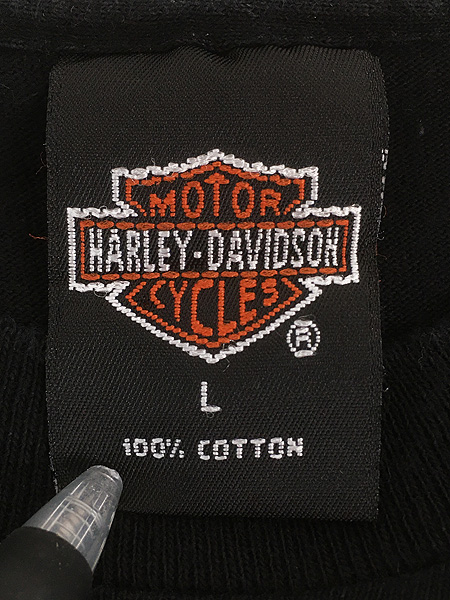 MOTOR
HARLEY-DAVIDSON
CYCLES
®
L
100% COTTON